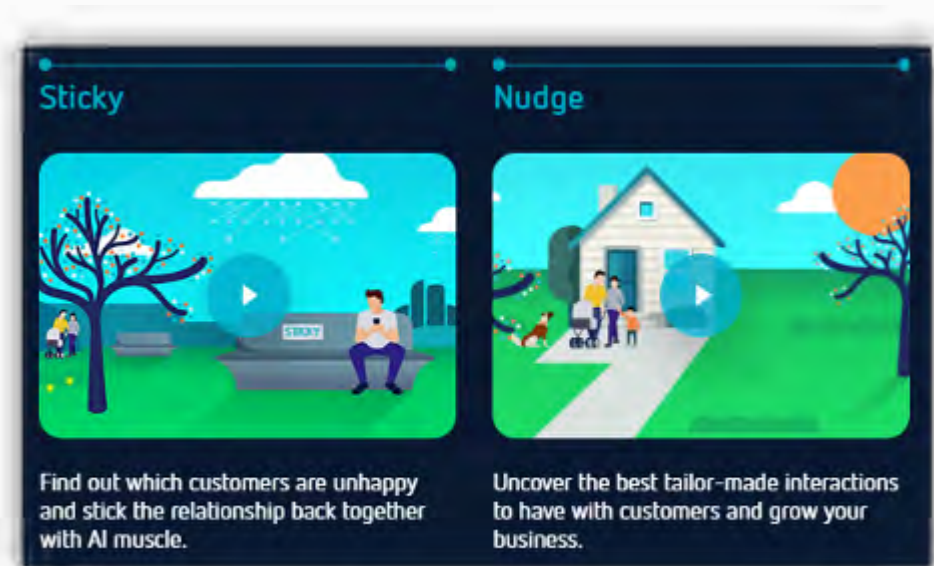 Sticky
Nudge
STICKY
Find out which customers are unhappy
and stick the relationship back together
with AI muscle.
Uncover the best tailor-made interactions
to have with customers and grow your
business.